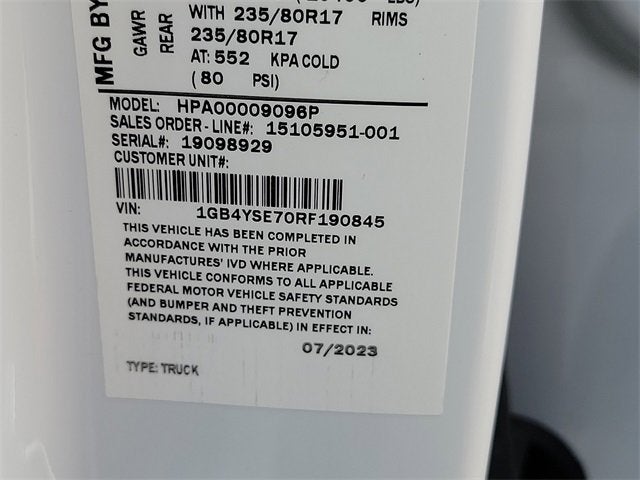 MFG BY
GAWR
REAR
WITH 235/80R17 RIMS
235/80R17
AT: 552 KPA COLD
( 80 PSI)
MODEL: HPA00009096P
SALES ORDER - LINE#: 15105951-001
SERIAL#: 19098929
CUSTOMER UNIT#:
VIN: 1GB4YSE70RF190845
THIS VEHICLE HAS BEEN COMPLETED IN
ACCORDANCE WITH THE PRIOR
MANUFACTURES' IVD WHERE APPLICABLE.
THIS VEHICLE CONFORMS TO ALL APPLICABLE
FEDERAL MOTOR VEHICLE SAFETY STANDARDS
(AND BUMPER AND THEFT PREVENTION
STANDARDS, IF APPLICABLE) IN EFFECT IN:
07/2023
TYPE: TRUCK